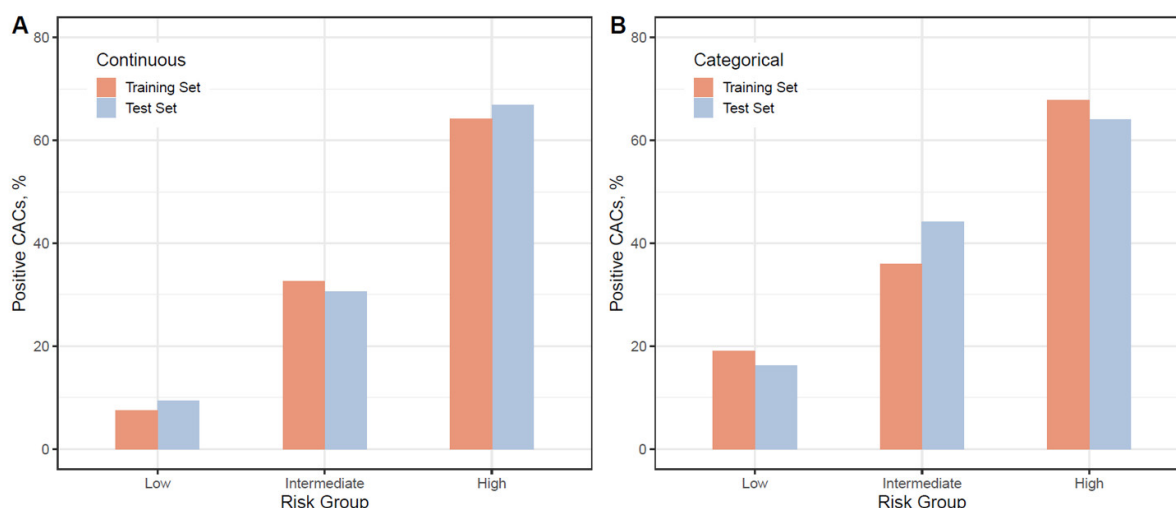 A
Positive CACs, %
80
60
40
20
0
Continuous
Training Set
Test Set
Low
Intermediate
High
Risk Group
B
Positive CACs, %
80
60
40
20
0
Categorical
Training Set
Test Set
Low
Intermediate
High
Risk Group